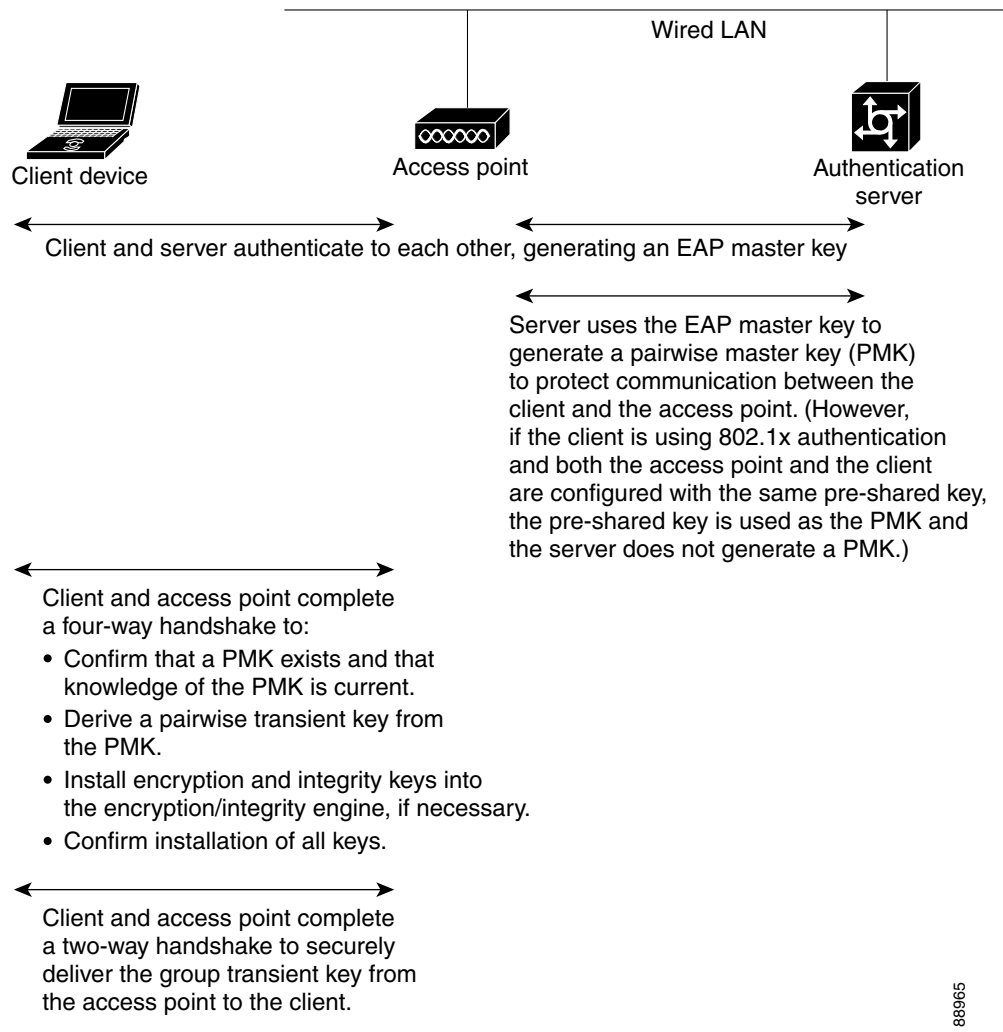 Wired LAN
Client device
Access point
Authentication
server
Client and server authenticate to each other, generating an EAP master key
Server uses the EAP master key to
generate a pairwise master key (PMK)
to protect communication between the
client and the access point. (However,
if the client is using 802.1x authentication
and both the access point and the client
are configured with the same pre-shared key,
the pre-shared key is used as the PMK and
the server does not generate a PMK.)
Client and access point complete
a four-way handshake to:
• Confirm that a PMK exists and that
knowledge of the PMK is current.
• Derive a pairwise transient key from
the PMK.
• Install encryption and integrity keys into
the encryption/integrity engine, if necessary.
• Confirm installation of all keys.
Client and access point complete
a two-way handshake to securely
deliver the group transient key from
the access point to the client.
88965